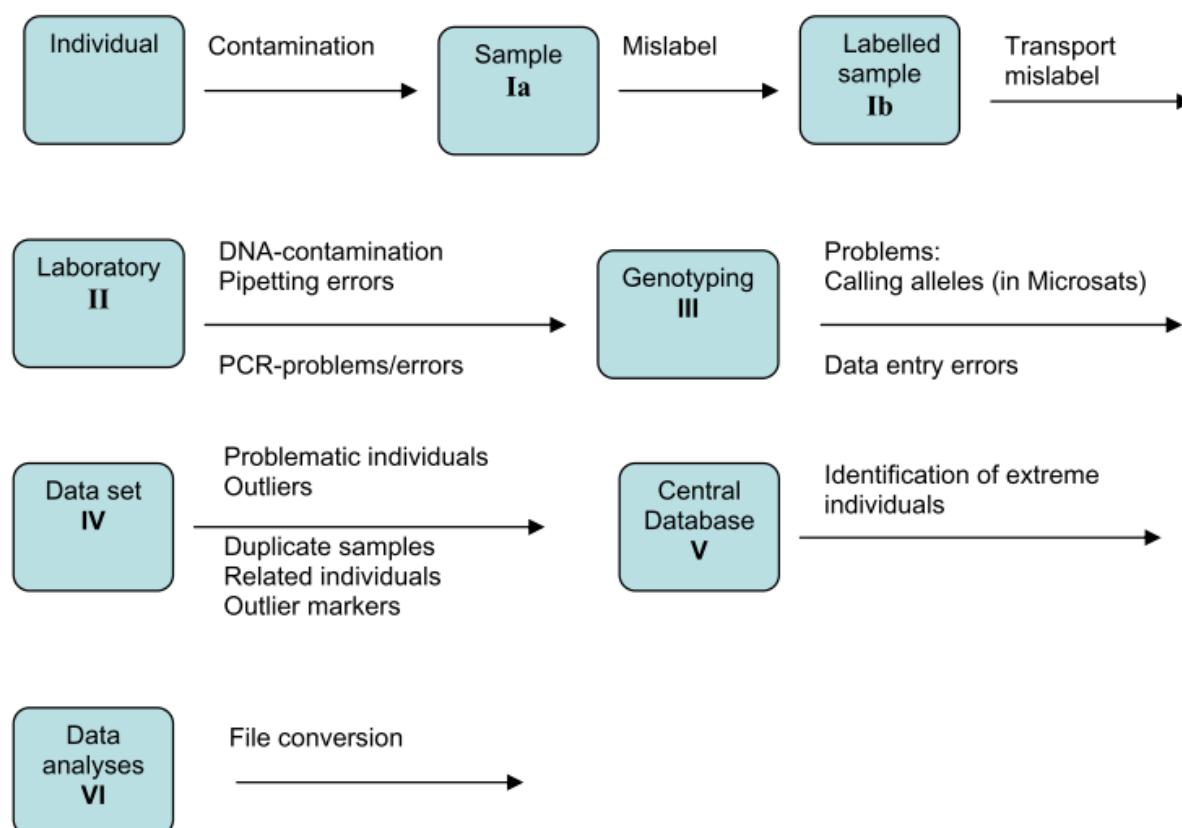 Individual
Contamination
Sample
Ia
Mislabel
Labelled
sample
Ib
Transport
mislabel
Laboratory
II
DNA-contamination
Pipetting errors
PCR-problems/errors
Genotyping
III
Problems:
Calling alleles (in Microsats)
Data entry errors
Data set
IV
Problematic individuals
Outliers
Duplicate samples
Related individuals
Outlier markers
Central
Database
V
Identification of extreme
individuals
Data
analyses
VI
File conversion